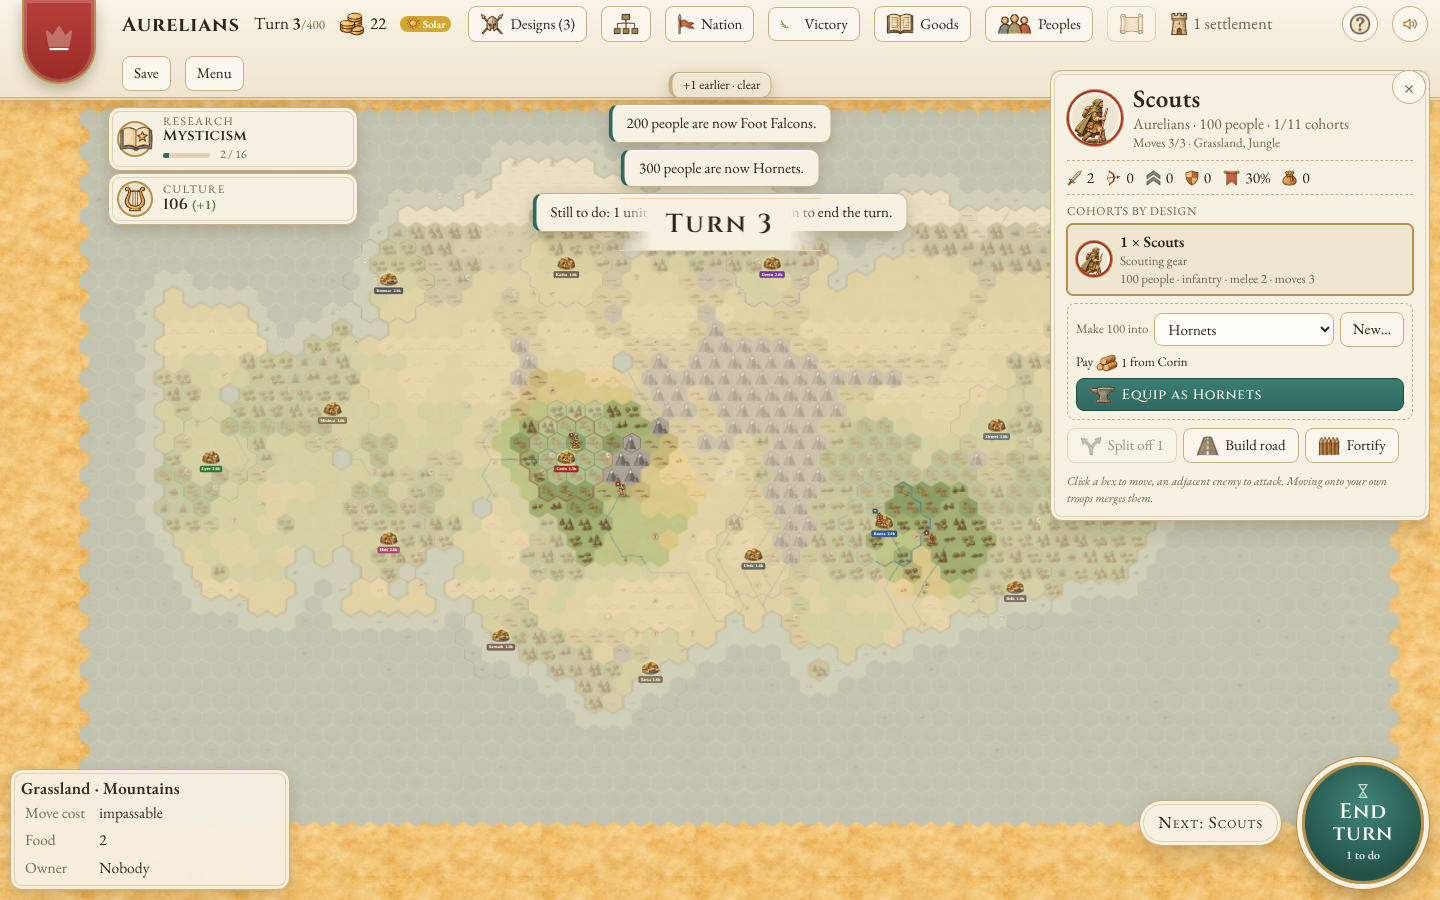 Aurelians
Turn 3/400
22
Solar
Designs (3)
Nation
Victory
Goods
Peoples
1 settlement
Save
Menu
+1 earlier · clear
200 people are now Foot Falcons.
300 people are now Hornets.
Still to do: 1 unit
to end the turn.
Turn 3
Research
Mysticism
2 / 16
Culture
106 (+1)
Scouts
Aurelians · 100 people · 1/11 cohorts
Moves 3/3 · Grassland, Jungle
2 0 0 0 30% 0
Cohorts by design
1 × Scouts
Scouting gear
100 people · infantry · melee 2 · moves 3
Make 100 into
Hornets
New…
Pay 1 from Corin
Equip as Hornets
Split off 1
Build road
Fortify
Click a hex to move, an adjacent enemy to attack. Moving onto your own
troops merges them.
Grassland · Mountains
Move cost impassable
Food 2
Owner Nobody
Next: Scouts
End
Turn
1 to do